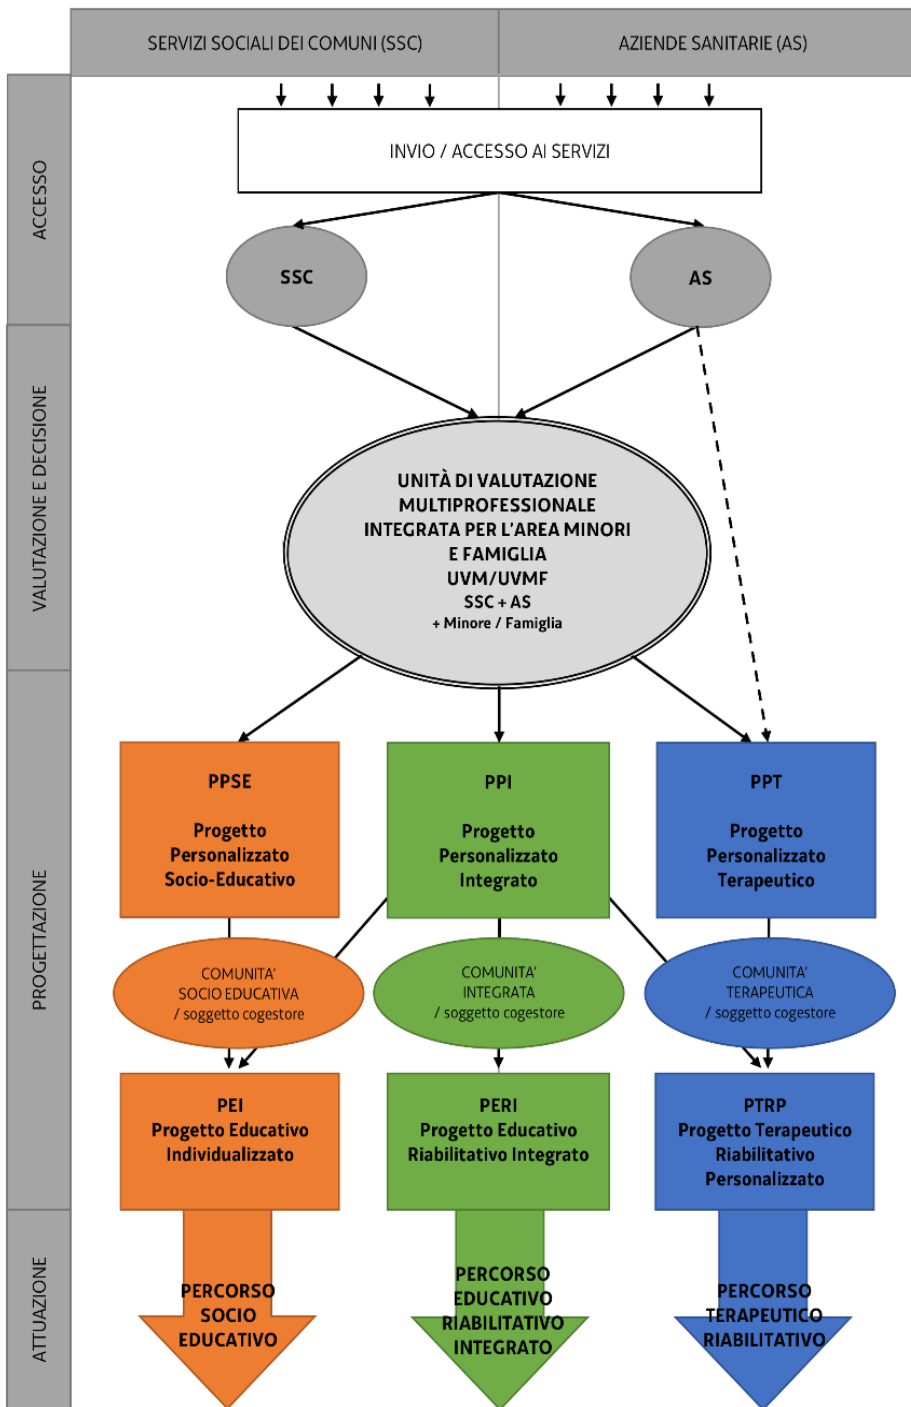 SERVIZI SOCIALI DEI COMUNI (SSC)
AZIENDE SANITARIE (AS)
ACCESSO
INVIO / ACCESSO AI SERVIZI
SSC
AS
VALUTAZIONE E DECISIONE
UNITÀ DI VALUTAZIONE
MULTIPROFESSIONALE
INTEGRATA PER L'AREA MINORI
E FAMIGLIA
UVM/UVMF
SSC + AS
+ Minore / Famiglia
PROGETTAZIONE
PPSE
Progetto
Personalizzato
Socio-Educativo
PPI
Progetto
Personalizzato
Integrato
PPT
Progetto
Personalizzato
Terapeutico
COMUNITA'
SOCIO EDUCATIVA
/ soggetto cogestore
COMUNITA'
INTEGRATA
/ soggetto cogestore
COMUNITA'
TERAPEUTICA
/ soggetto cogestore
PEI
Progetto Educativo
Individualizzato
PERI
Progetto Educativo
Riabilitativo Integrato
PTRP
Progetto Terapeutico
Riabilitativo
Personalizzato
ATTUAZIONE
PERCORSO
SOCIO
EDUCATIVO
PERCORSO
EDUCATIVO
RIABILITATIVO
INTEGRATO
PERCORSO
TERAPEUTICO
RIABILITATIVO